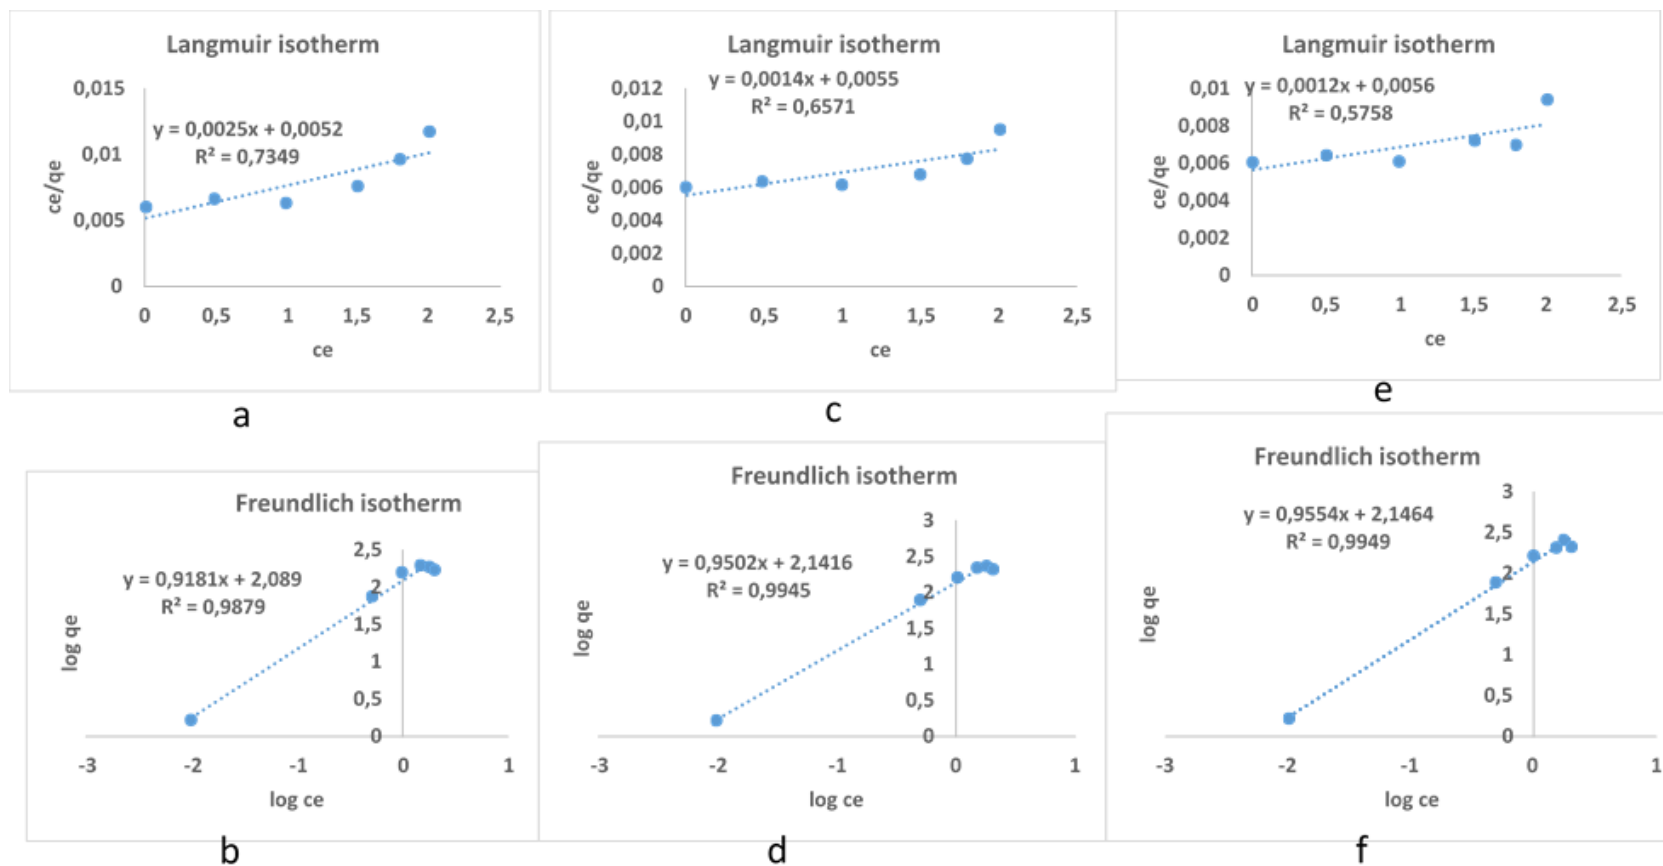 Langmuir isotherm
y = 0,0025x + 0,0052
R² = 0,7349
0,015
0,01
0,005
0
ce/qe
0 0,5 1 1,5 2 2,5
ce
a
Langmuir isotherm
y = 0,0014x + 0,0055
R² = 0,6571
0,012
0,01
0,008
0,006
0,004
0,002
0
ce/qe
0 0,5 1 1,5 2 2,5
ce
c
Langmuir isotherm
y = 0,0012x + 0,0056
R² = 0,5758
0,01
0,008
0,006
0,004
0,002
0
ce/qe
0 0,5 1 1,5 2 2,5
ce
e
Freundlich isotherm
y = 0,9181x + 2,089
R² = 0,9879
2,5
2
1,5
1
0,5
0
log qe
-3 -2 -1 0 1
log ce
b
Freundlich isotherm
y = 0,9502x + 2,1416
R² = 0,9945
3
2,5
2
1,5
1
0,5
0
log qe
-3 -2 -1 0 1
log ce
d
Freundlich isotherm
y = 0,9554x + 2,1464
R² = 0,9949
3
2,5
2
1,5
1
0,5
0
log qe
-3 -2 -1 0 1
log ce
f